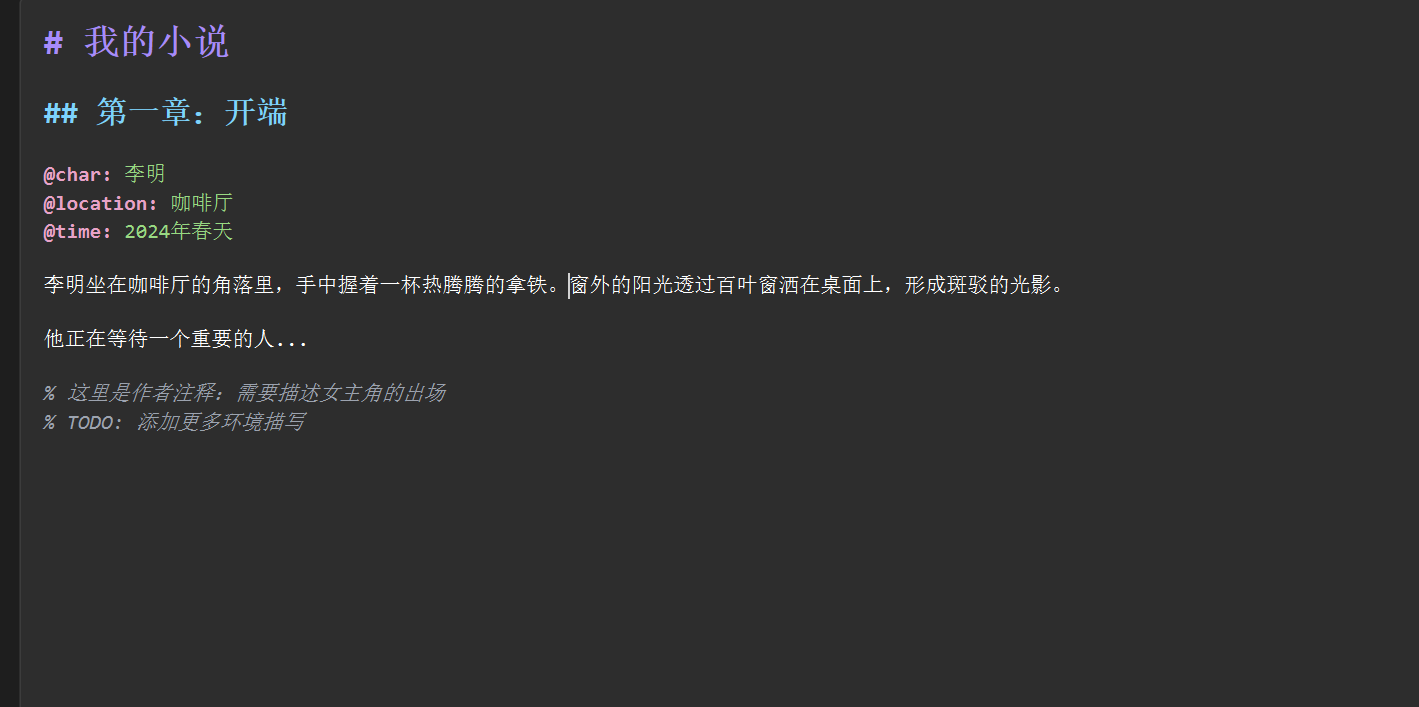 # 我的小说
## 第一章：开端
@char: 李明
@location: 咖啡厅
@time: 2024年春天
李明坐在咖啡厅的角落里，手中握着一杯热腾腾的拿铁。窗外的阳光透过百叶窗洒在桌面上，形成斑驳的光影。
他正在等待一个重要的人...
% 这里是作者注释：需要描述女主角的出场
% TODO: 添加更多环境描写